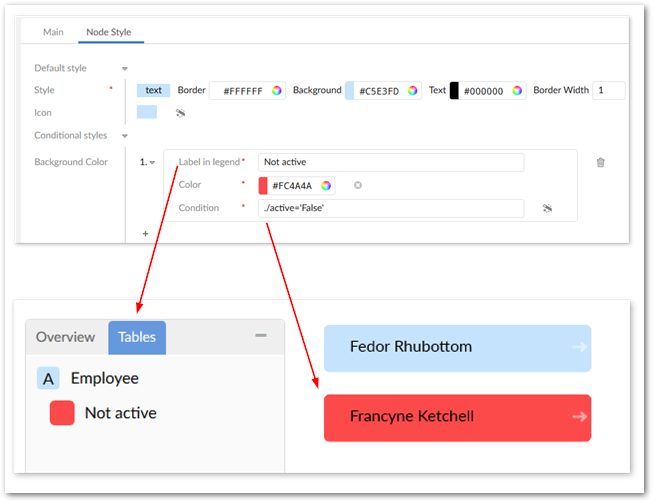 Main Node Style
Default style
Style * text Border #FFFFFF Background #C5E3FD Text #000000 Border Width 1
Icon
Conditional styles
Background Color 1. Label in legend * Not active
Color * #FC4A4A
Condition * ./active='False'
+
Overview Tables
A Employee
Not active
Fedor Rhubottom
Francyne Ketchell